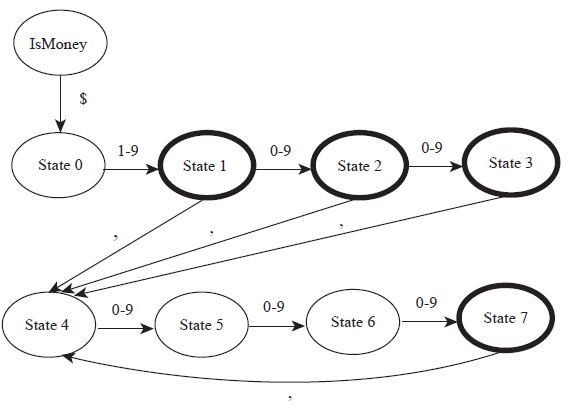 IsMoney
$
State 0
1-9
State 1
0-9
State 2
0-9
State 3
,
,
,
State 4
0-9
State 5
0-9
State 6
0-9
State 7
,